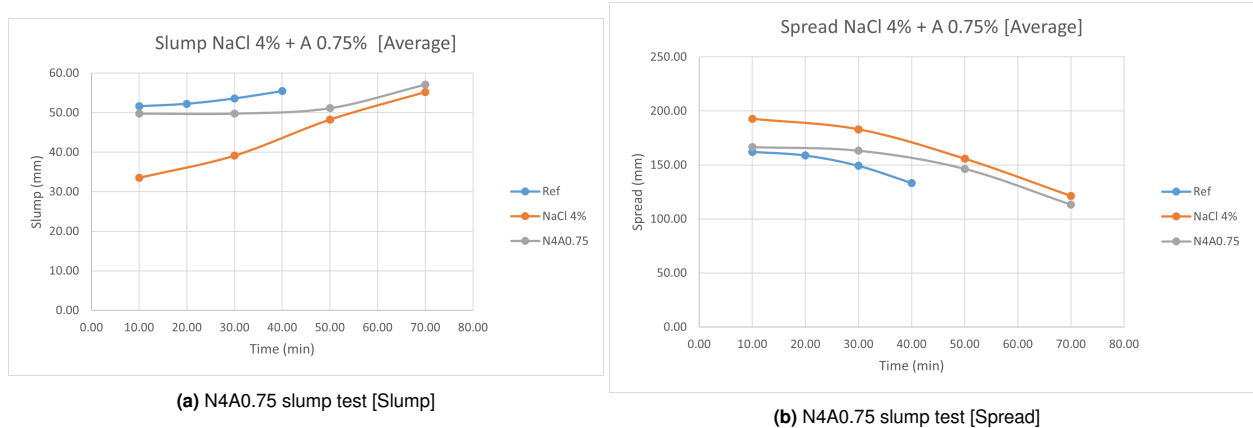 Slump NaCl 4% + A 0.75%  [Average]
60.00
50.00
40.00
30.00
20.00
10.00
0.00
Slump (mm)
0.00 10.00 20.00 30.00 40.00 50.00 60.00 70.00 80.00
Time (min)
Ref
NaCl 4%
N4A0.75
(a) N4A0.75 slump test [Slump]
Spread NaCl 4% + A 0.75% [Average]
250.00
200.00
150.00
100.00
50.00
0.00
Spread (mm)
0.00 10.00 20.00 30.00 40.00 50.00 60.00 70.00 80.00
Time (min)
Ref
NaCl 4%
N4A0.75
(b) N4A0.75 slump test [Spread]